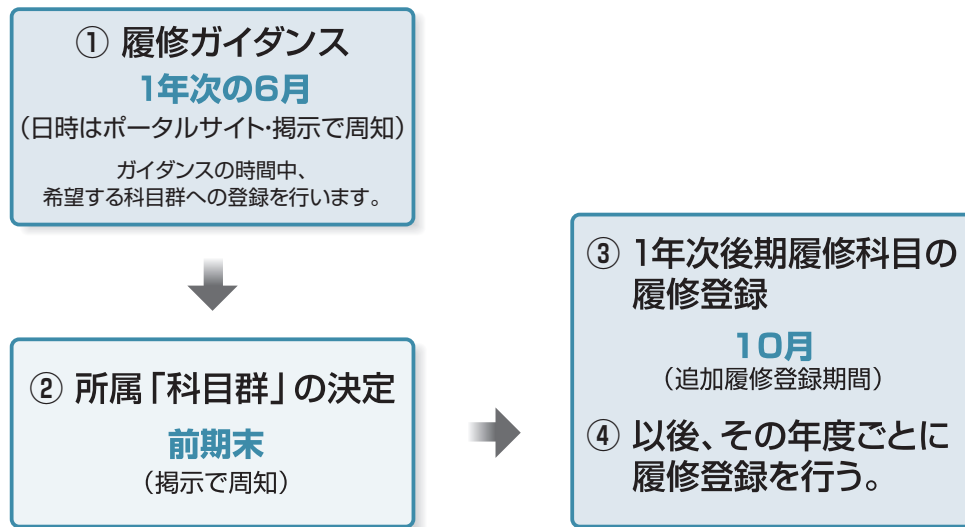 ① 履修ガイダンス
1年次の6月
（日時はポータルサイト・掲示で周知）
ガイダンスの時間中、
希望する科目群への登録を行います。
② 所属「科目群」の決定
前期末
（掲示で周知）
③ 1年次後期履修科目の
履修登録
10月
（追加履修登録期間）
④ 以後、その年度ごとに
履修登録を行う。